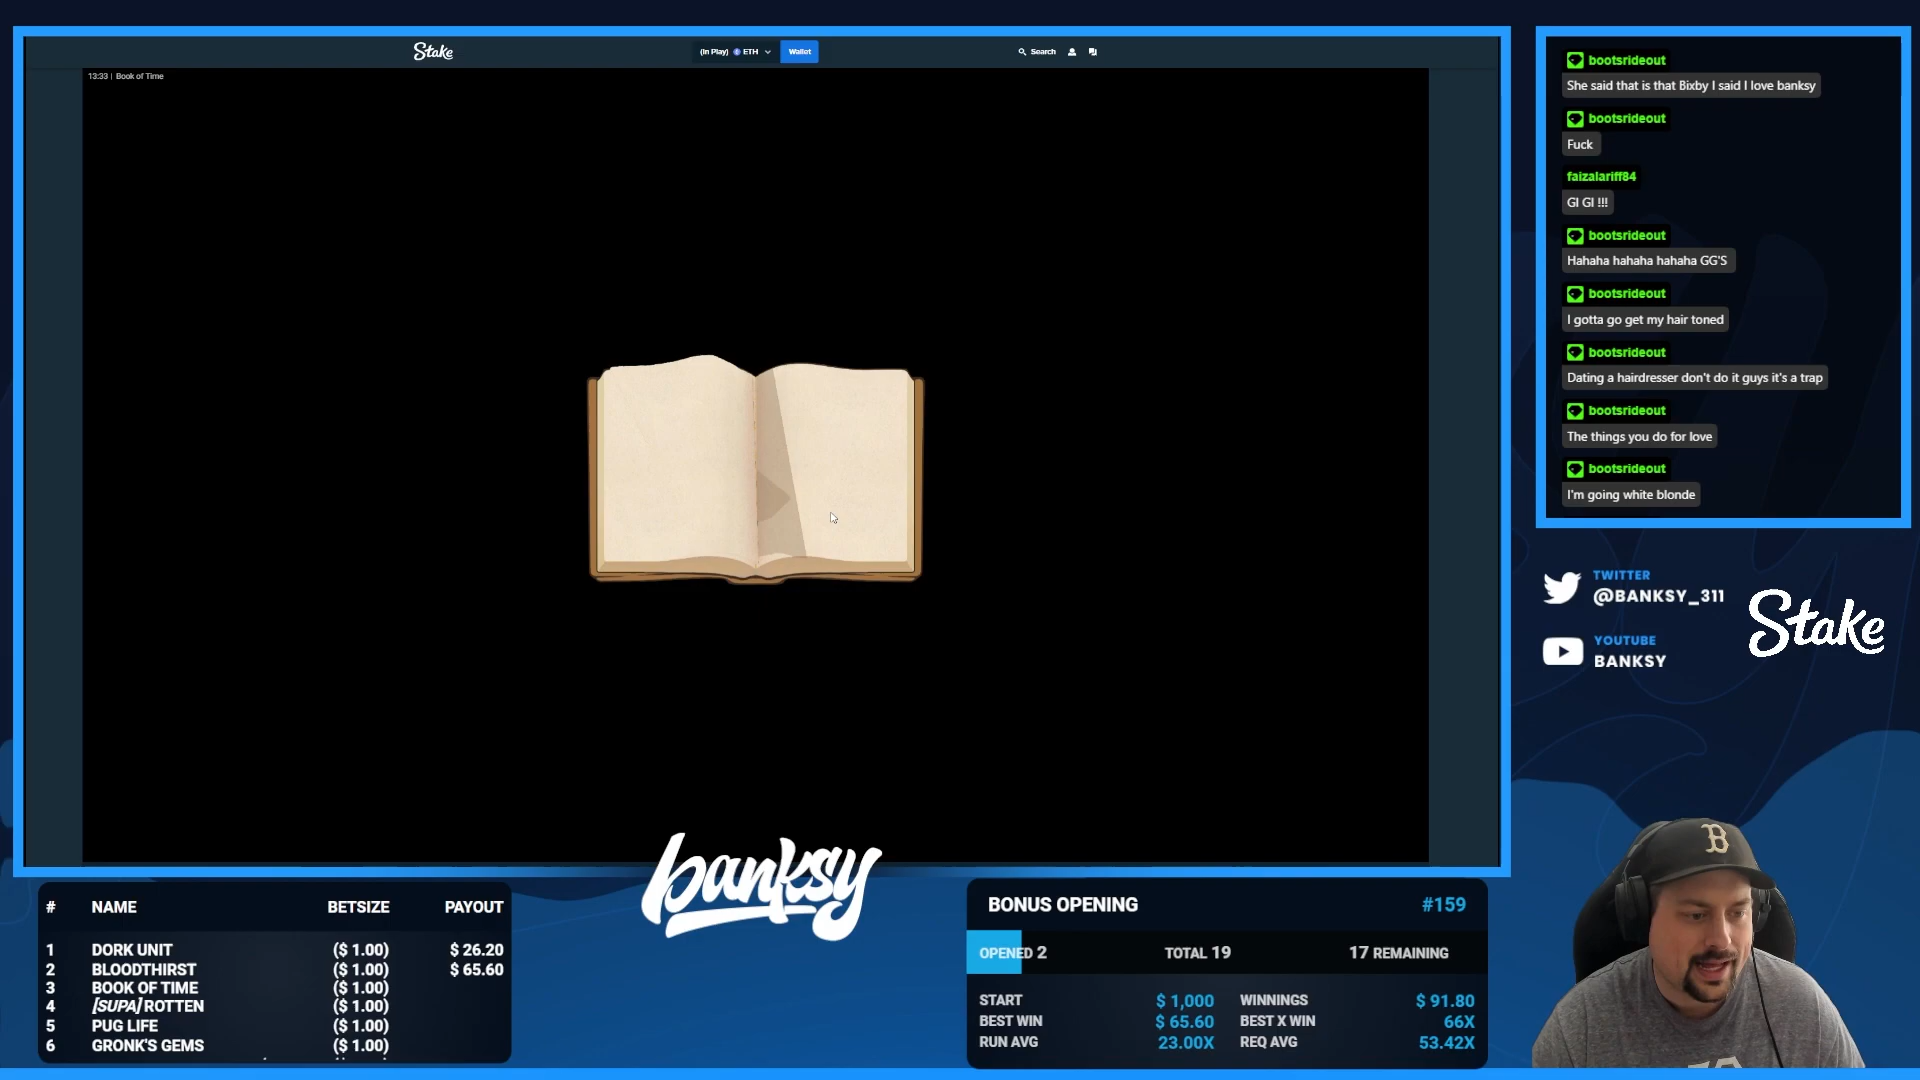 Stake
(In Play) ETH
Wallet
Search
13:33 | Book of Time
bootsrideout
She said that is that Bixby I said I love banksy
bootsrideout
Fuck
faizalariff84
GI GI !!!
bootsrideout
Hahaha hahaha hahaha GG'S
bootsrideout
I gotta go get my hair toned
bootsrideout
Dating a hairdresser don't do it guys it's a trap
bootsrideout
The things you do for love
bootsrideout
I'm going white blonde
TWITTER
@BANKSY_311
YOUTUBE
BANKSY
Stake
banksy
# NAME BETSIZE PAYOUT
1 DORK UNIT ($ 1.00) $ 26.20
2 BLOODTHIRST ($ 1.00) $ 65.60
3 BOOK OF TIME ($ 1.00)
4 [SUPA] ROTTEN ($ 1.00)
5 PUG LIFE ($ 1.00)
6 GRONK'S GEMS ($ 1.00)
BONUS OPENING #159
OPENED 2 TOTAL 19 17 REMAINING
START $ 1,000 WINNINGS $ 91.80
BEST WIN $ 65.60 BEST X WIN 66X
RUN AVG 23.00X REQ AVG 53.42X
B